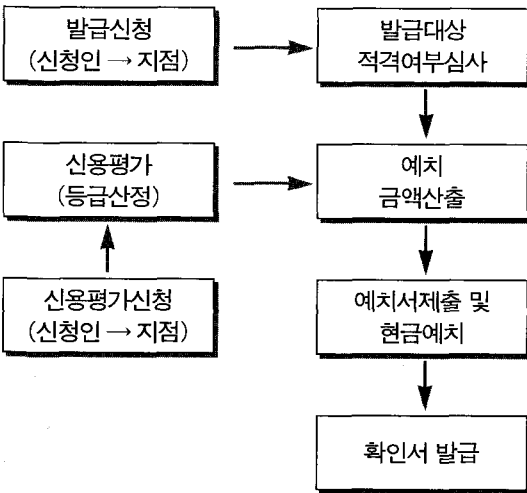 발급신청
(신청인 → 지점)
발급대상
적격여부심사
신용평가
(등급산정)
예치
금액산출
신용평가신청
(신청인 → 지점)
예치서제출 및
현금예치
확인서 발급